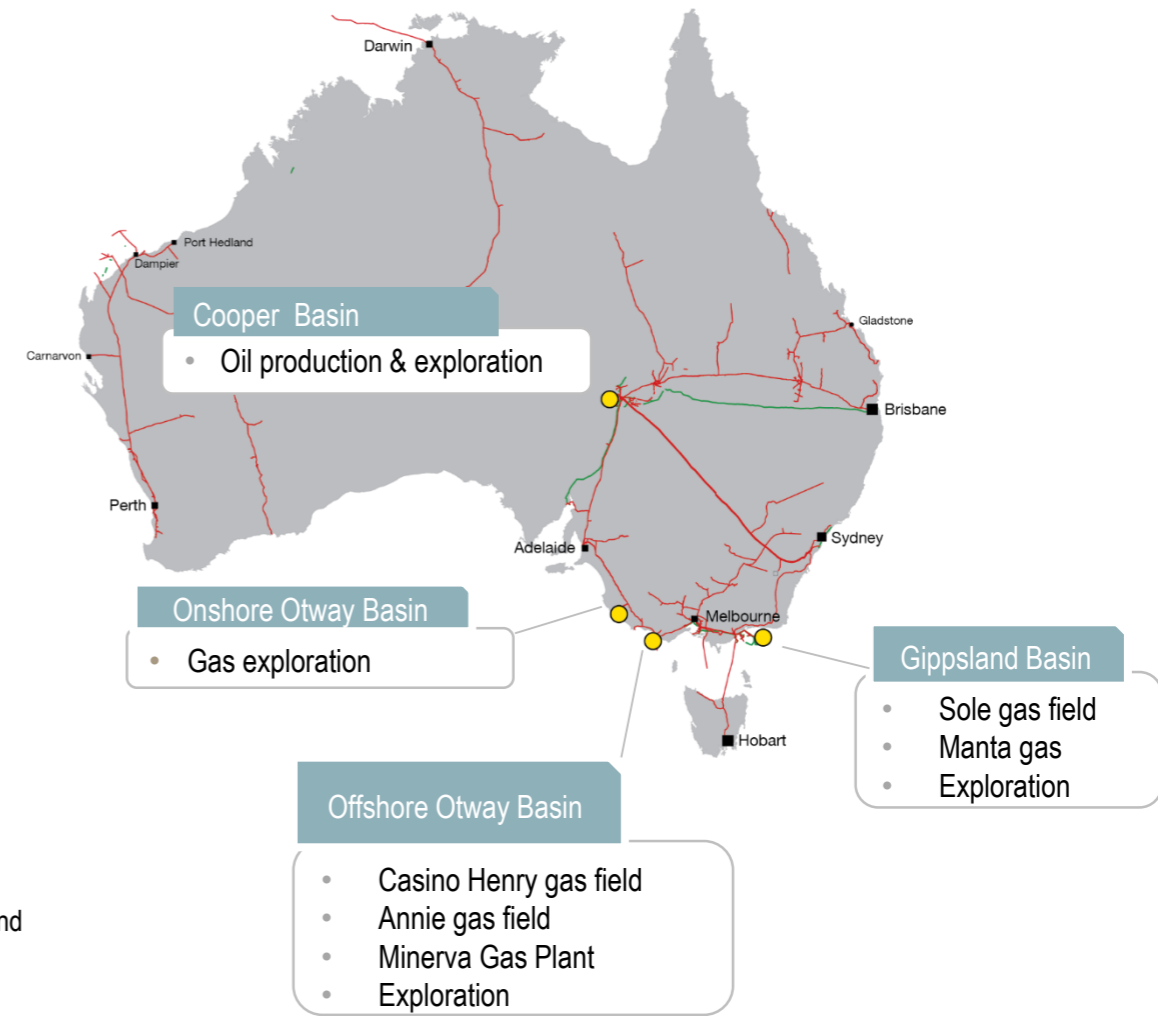 Darwin
Port Hedland
Dampier
Cooper Basin
• Oil production & exploration
Gladstone
Carnarvon
Brisbane
Perth
Sydney
Adelaide
Onshore Otway Basin
• Gas exploration
Melbourne
Gippsland Basin
• Sole gas field
• Manta gas
• Exploration
Hobart
Offshore Otway Basin
• Casino Henry gas field
• Annie gas field
• Minerva Gas Plant
• Exploration
nd